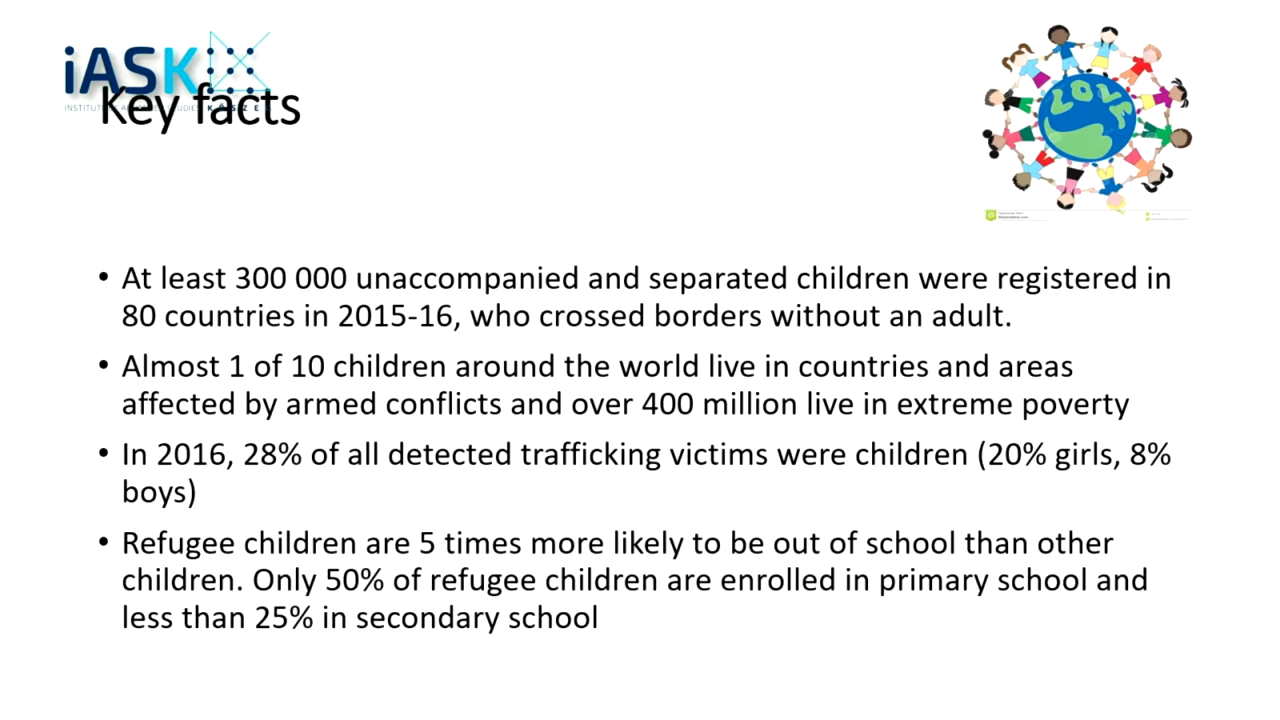 iASK
Key facts
LOVE
• At least 300 000 unaccompanied and separated children were registered in
80 countries in 2015-16, who crossed borders without an adult.
• Almost 1 of 10 children around the world live in countries and areas
affected by armed conflicts and over 400 million live in extreme poverty
• In 2016, 28% of all detected trafficking victims were children (20% girls, 8%
boys)
• Refugee children are 5 times more likely to be out of school than other
children. Only 50% of refugee children are enrolled in primary school and
less than 25% in secondary school